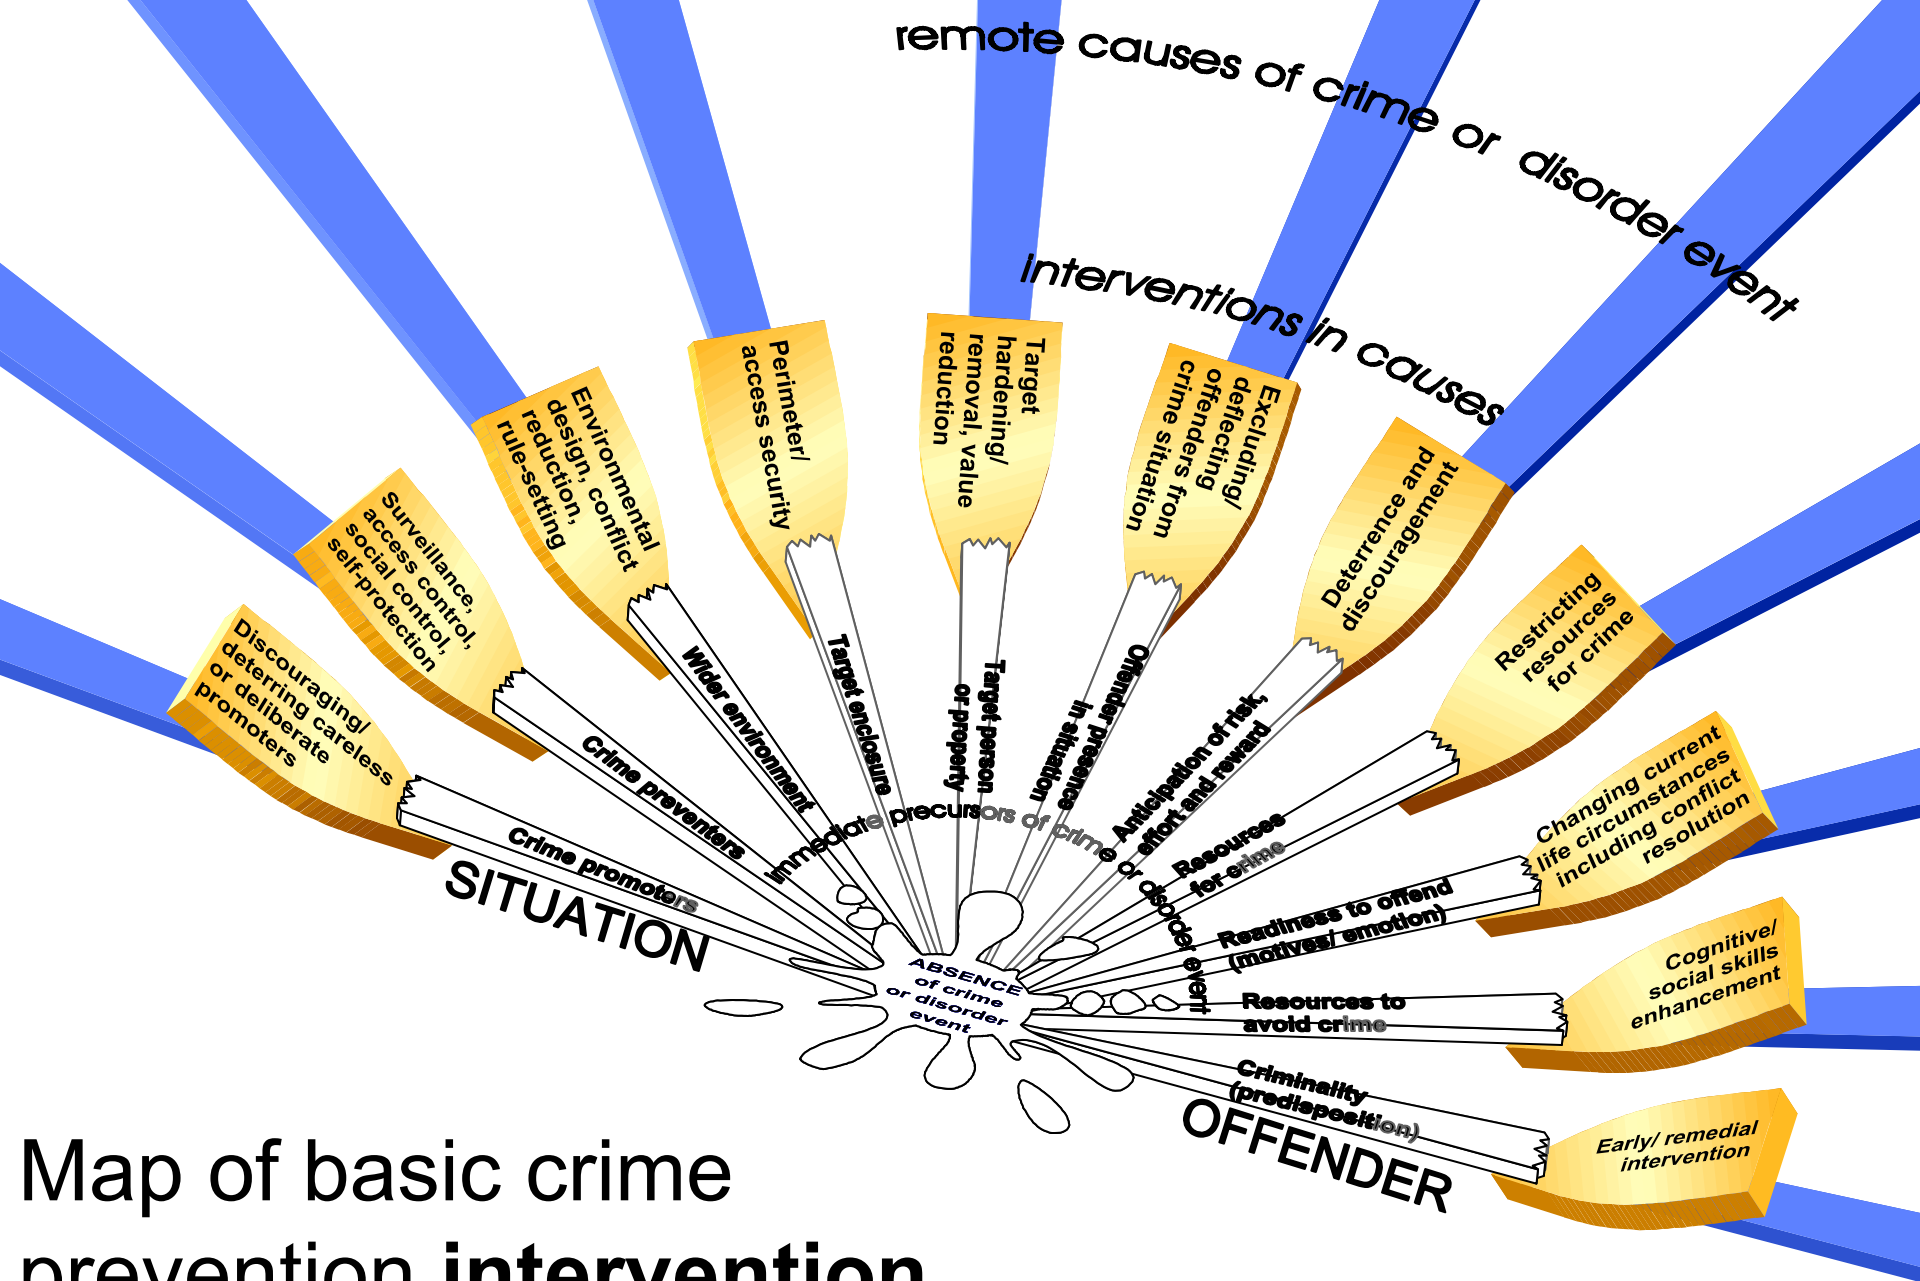 remote causes of crime or disorder event
interventions in causes
Discouraging/
deterring careless
or deliberate
promoters
Surveillance,
access control,
social control,
self-protection
Environmental
design, conflict
reduction,
rule-setting
Perimeter/
access security
Target
hardening/
removal, value
reduction
Excluding/
deflecting
offenders from
crime situation
Deterrence and
discouragement
Restricting
resources
for crime
Changing current
life circumstances
including conflict
resolution
Cognitive/
social skills
enhancement
Early/ remedial
intervention
Crime promoters
Crime preventers
Wider environment
Target enclosure
Target person
or property
Offender presence
in situation
Anticipation of risk,
effort and reward
Resources
for crime
Readiness to offend
(motives/ emotion)
Resources to
avoid crime
Criminality
(predisposition)
immediate precursors of crime or disorder event
SITUATION
OFFENDER
ABSENCE
of crime
or disorder
event
Map of basic crime
prevention intervention